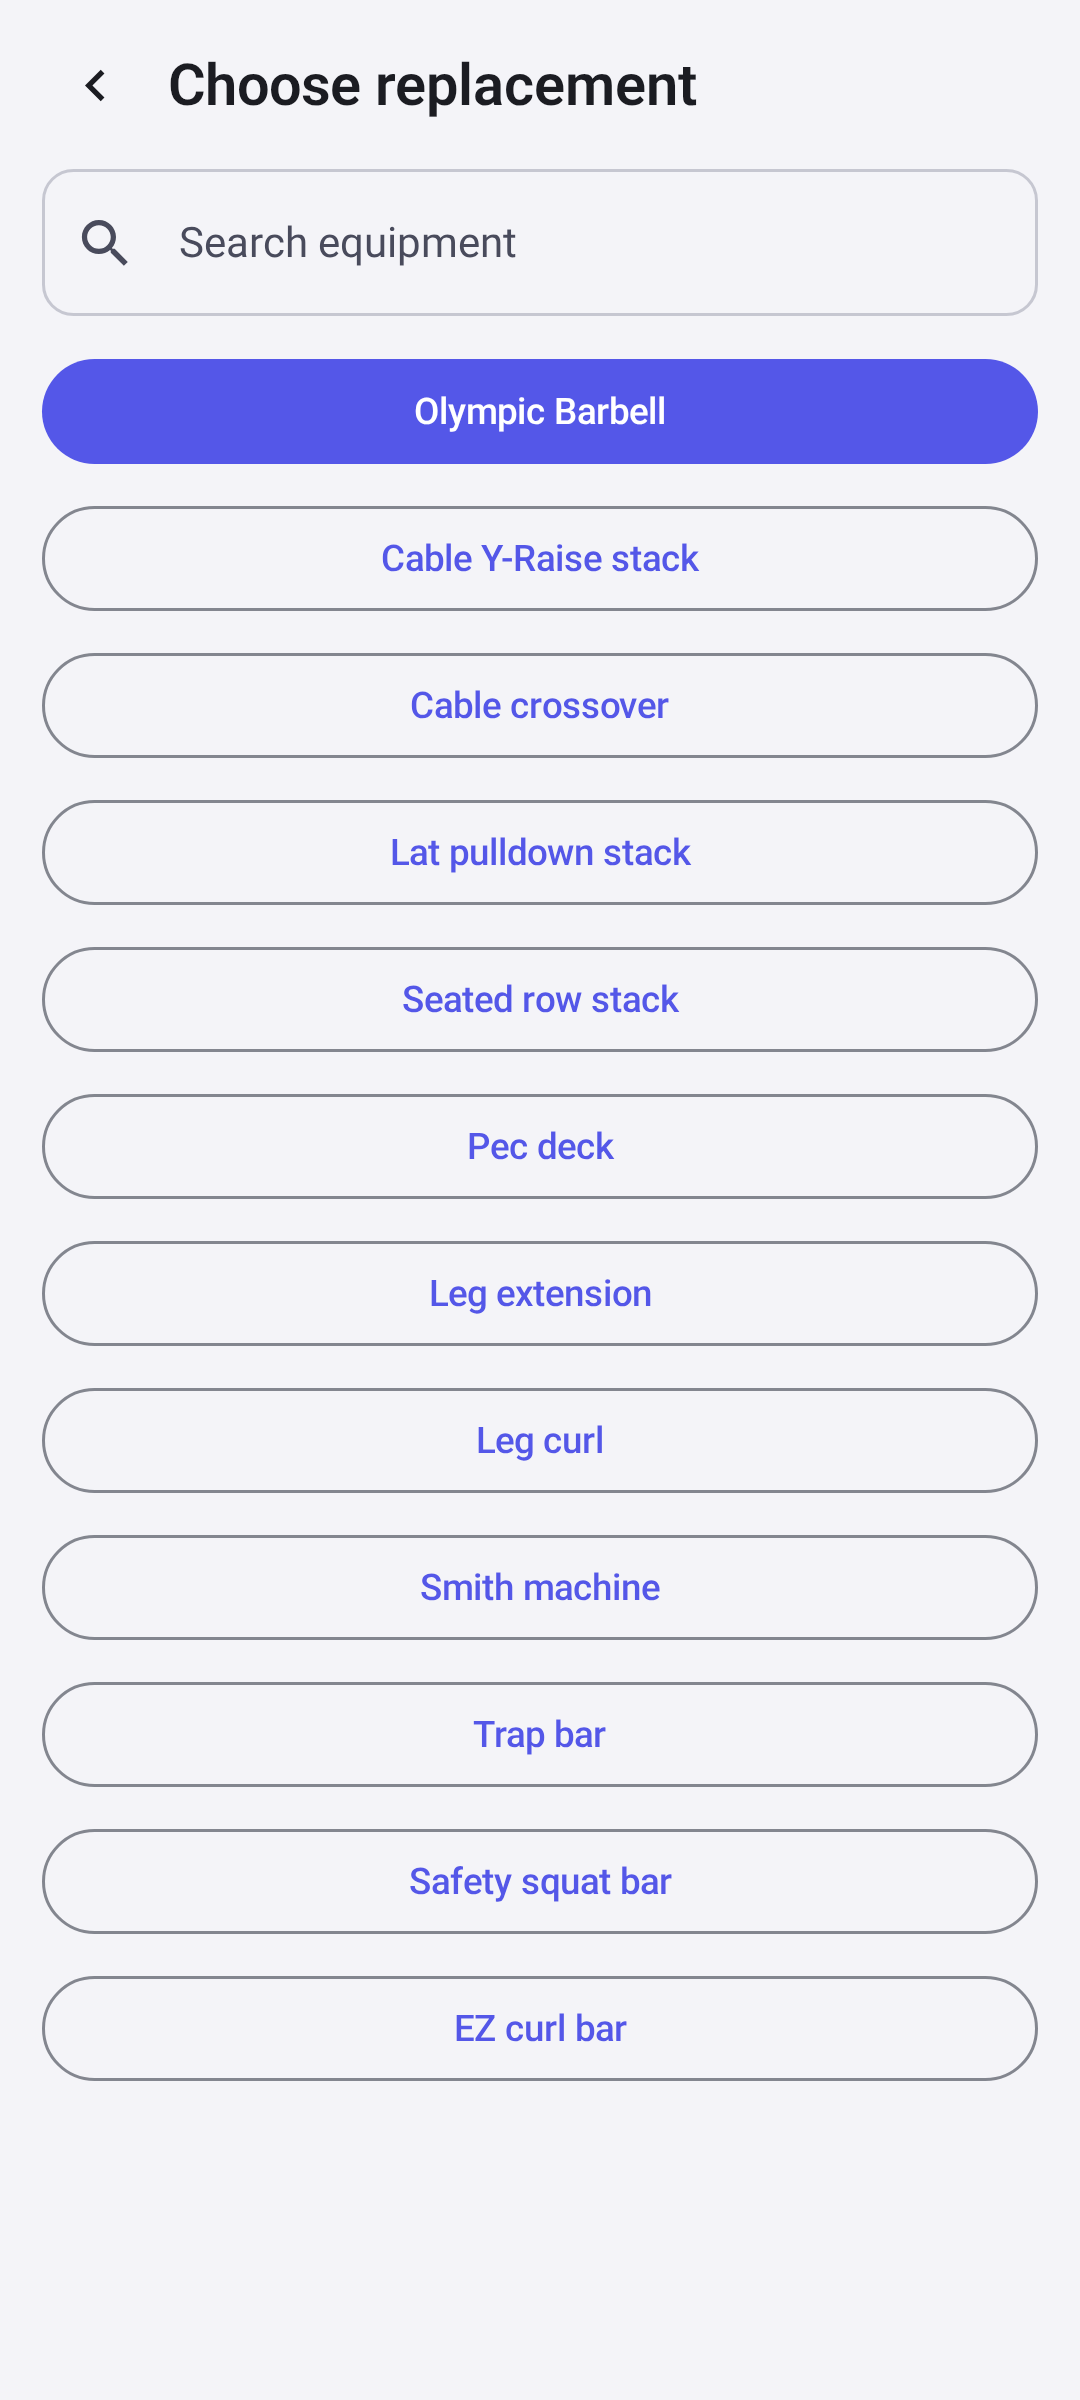 Choose replacement
Search equipment
Olympic Barbell
Cable Y-Raise stack
Cable crossover
Lat pulldown stack
Seated row stack
Pec deck
Leg extension
Leg curl
Smith machine
Trap bar
Safety squat bar
EZ curl bar